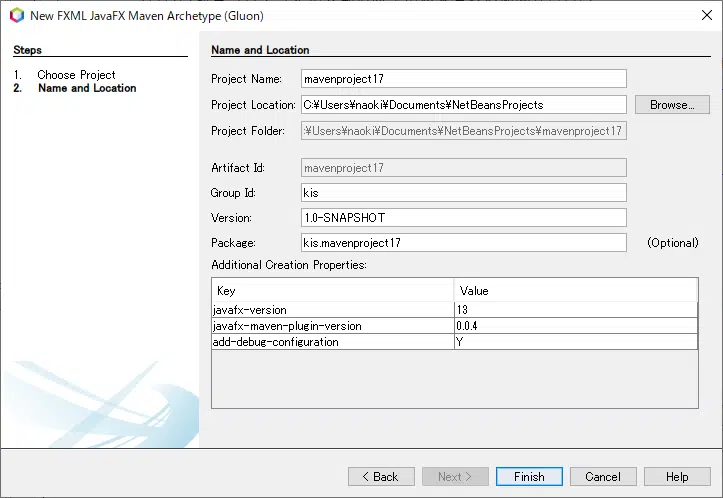 New FXML JavaFX Maven Archetype (Gluon)
Steps
1. Choose Project
2. Name and Location
Name and Location
Project Name: mavenproject17
Project Location: C:¥Users¥naoki¥Documents¥NetBeansProjects Browse...
Project Folder: :¥Users¥naoki¥Documents¥NetBeansProjects¥mavenproject17
Artifact Id: mavenproject17
Group Id: kis
Version: 1.0-SNAPSHOT
Package: kis.mavenproject17 (Optional)
Additional Creation Properties:
Key Value
javafx-version 13
javafx-maven-plugin-version 0.0.4
add-debug-configuration Y
< Back Next > Finish Cancel Help